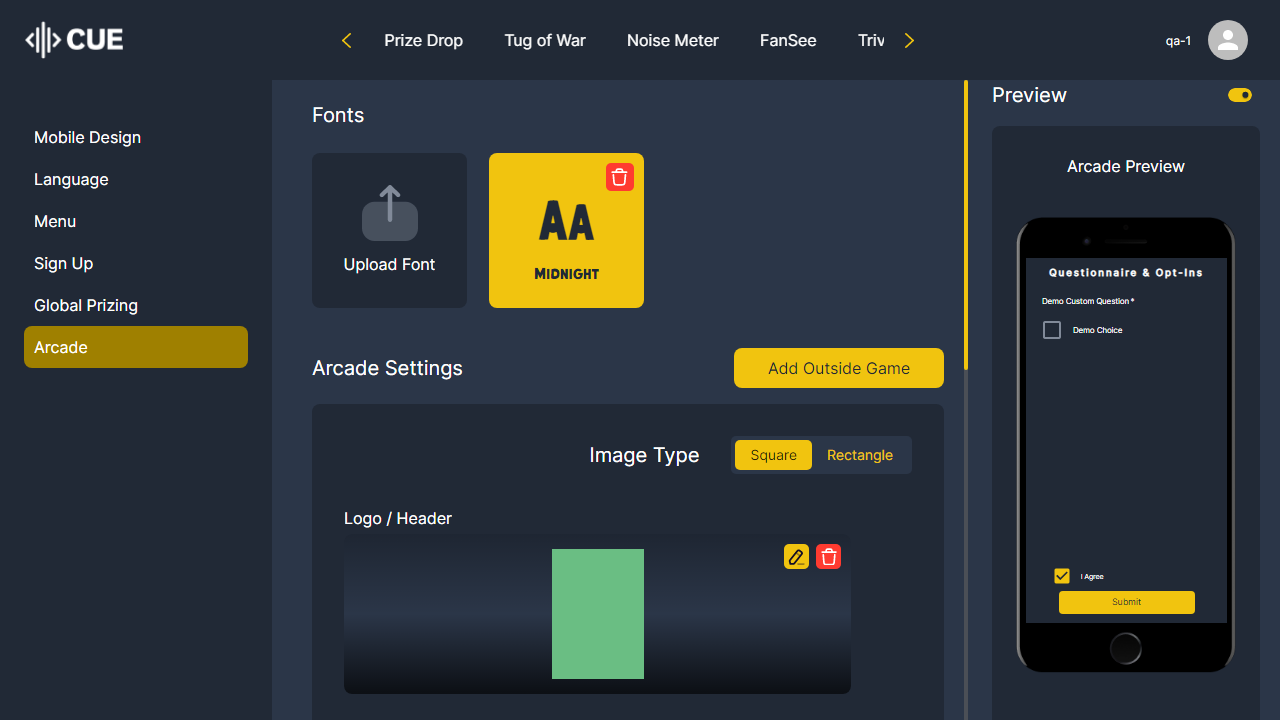 CUE
Prize Drop
Tug of War
Noise Meter
FanSee
Triv
qa-1
Mobile Design
Language
Menu
Sign Up
Global Prizing
Arcade
Fonts
Upload Font
AA
MIDNIGHT
Arcade Settings
Add Outside Game
Image Type
Square
Rectangle
Logo / Header
Preview
Arcade Preview
Questionnaire & Opt-Ins
Demo Custom Question *
Demo Choice
I Agree
Submit